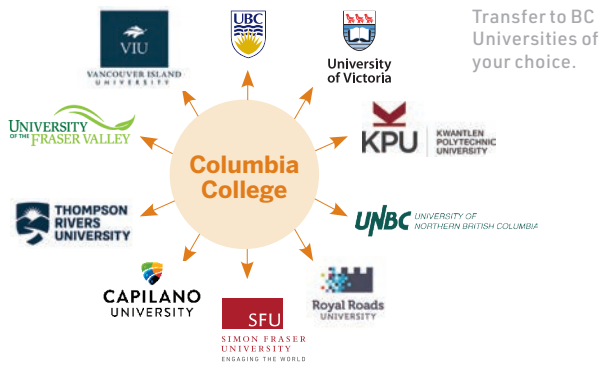 Transfer to BC
Universities of
your choice.
VIU
VANCOUVER ISLAND
UNIVERSITY
UBC
University
of Victoria
UNIVERSITY
OF THE FRASER VALLEY
KPU
KWANTLEN
POLYTECHNIC
UNIVERSITY
Columbia
College
THOMPSON
RIVERS
UNIVERSITY
UNBC
UNIVERSITY OF
NORTHERN BRITISH COLUMBIA
CAPILANO
UNIVERSITY
SFU
SIMON FRASER
UNIVERSITY
ENGAGING THE WORLD
Royal Roads
UNIVERSITY